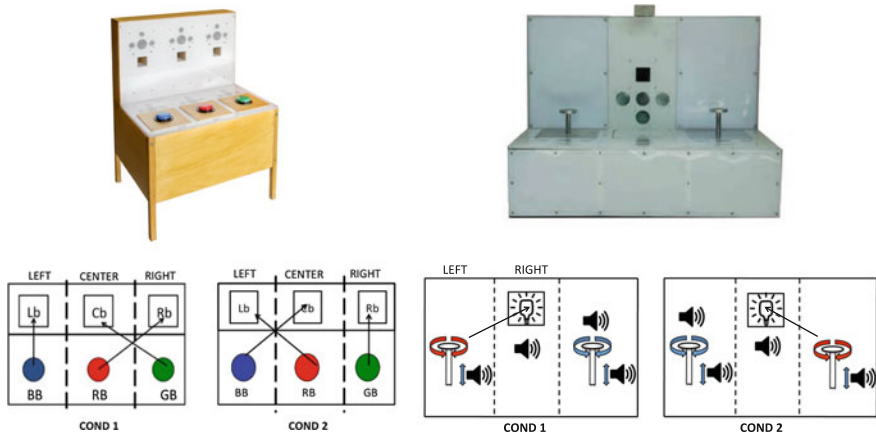 LEFT CENTER RIGHT
Lb Cb Rb
BB RB GB
COND 1
LEFT CENTER RIGHT
Lb Cb Rb
BB RB GB
COND 2
LEFT RIGHT
COND 1
COND 2